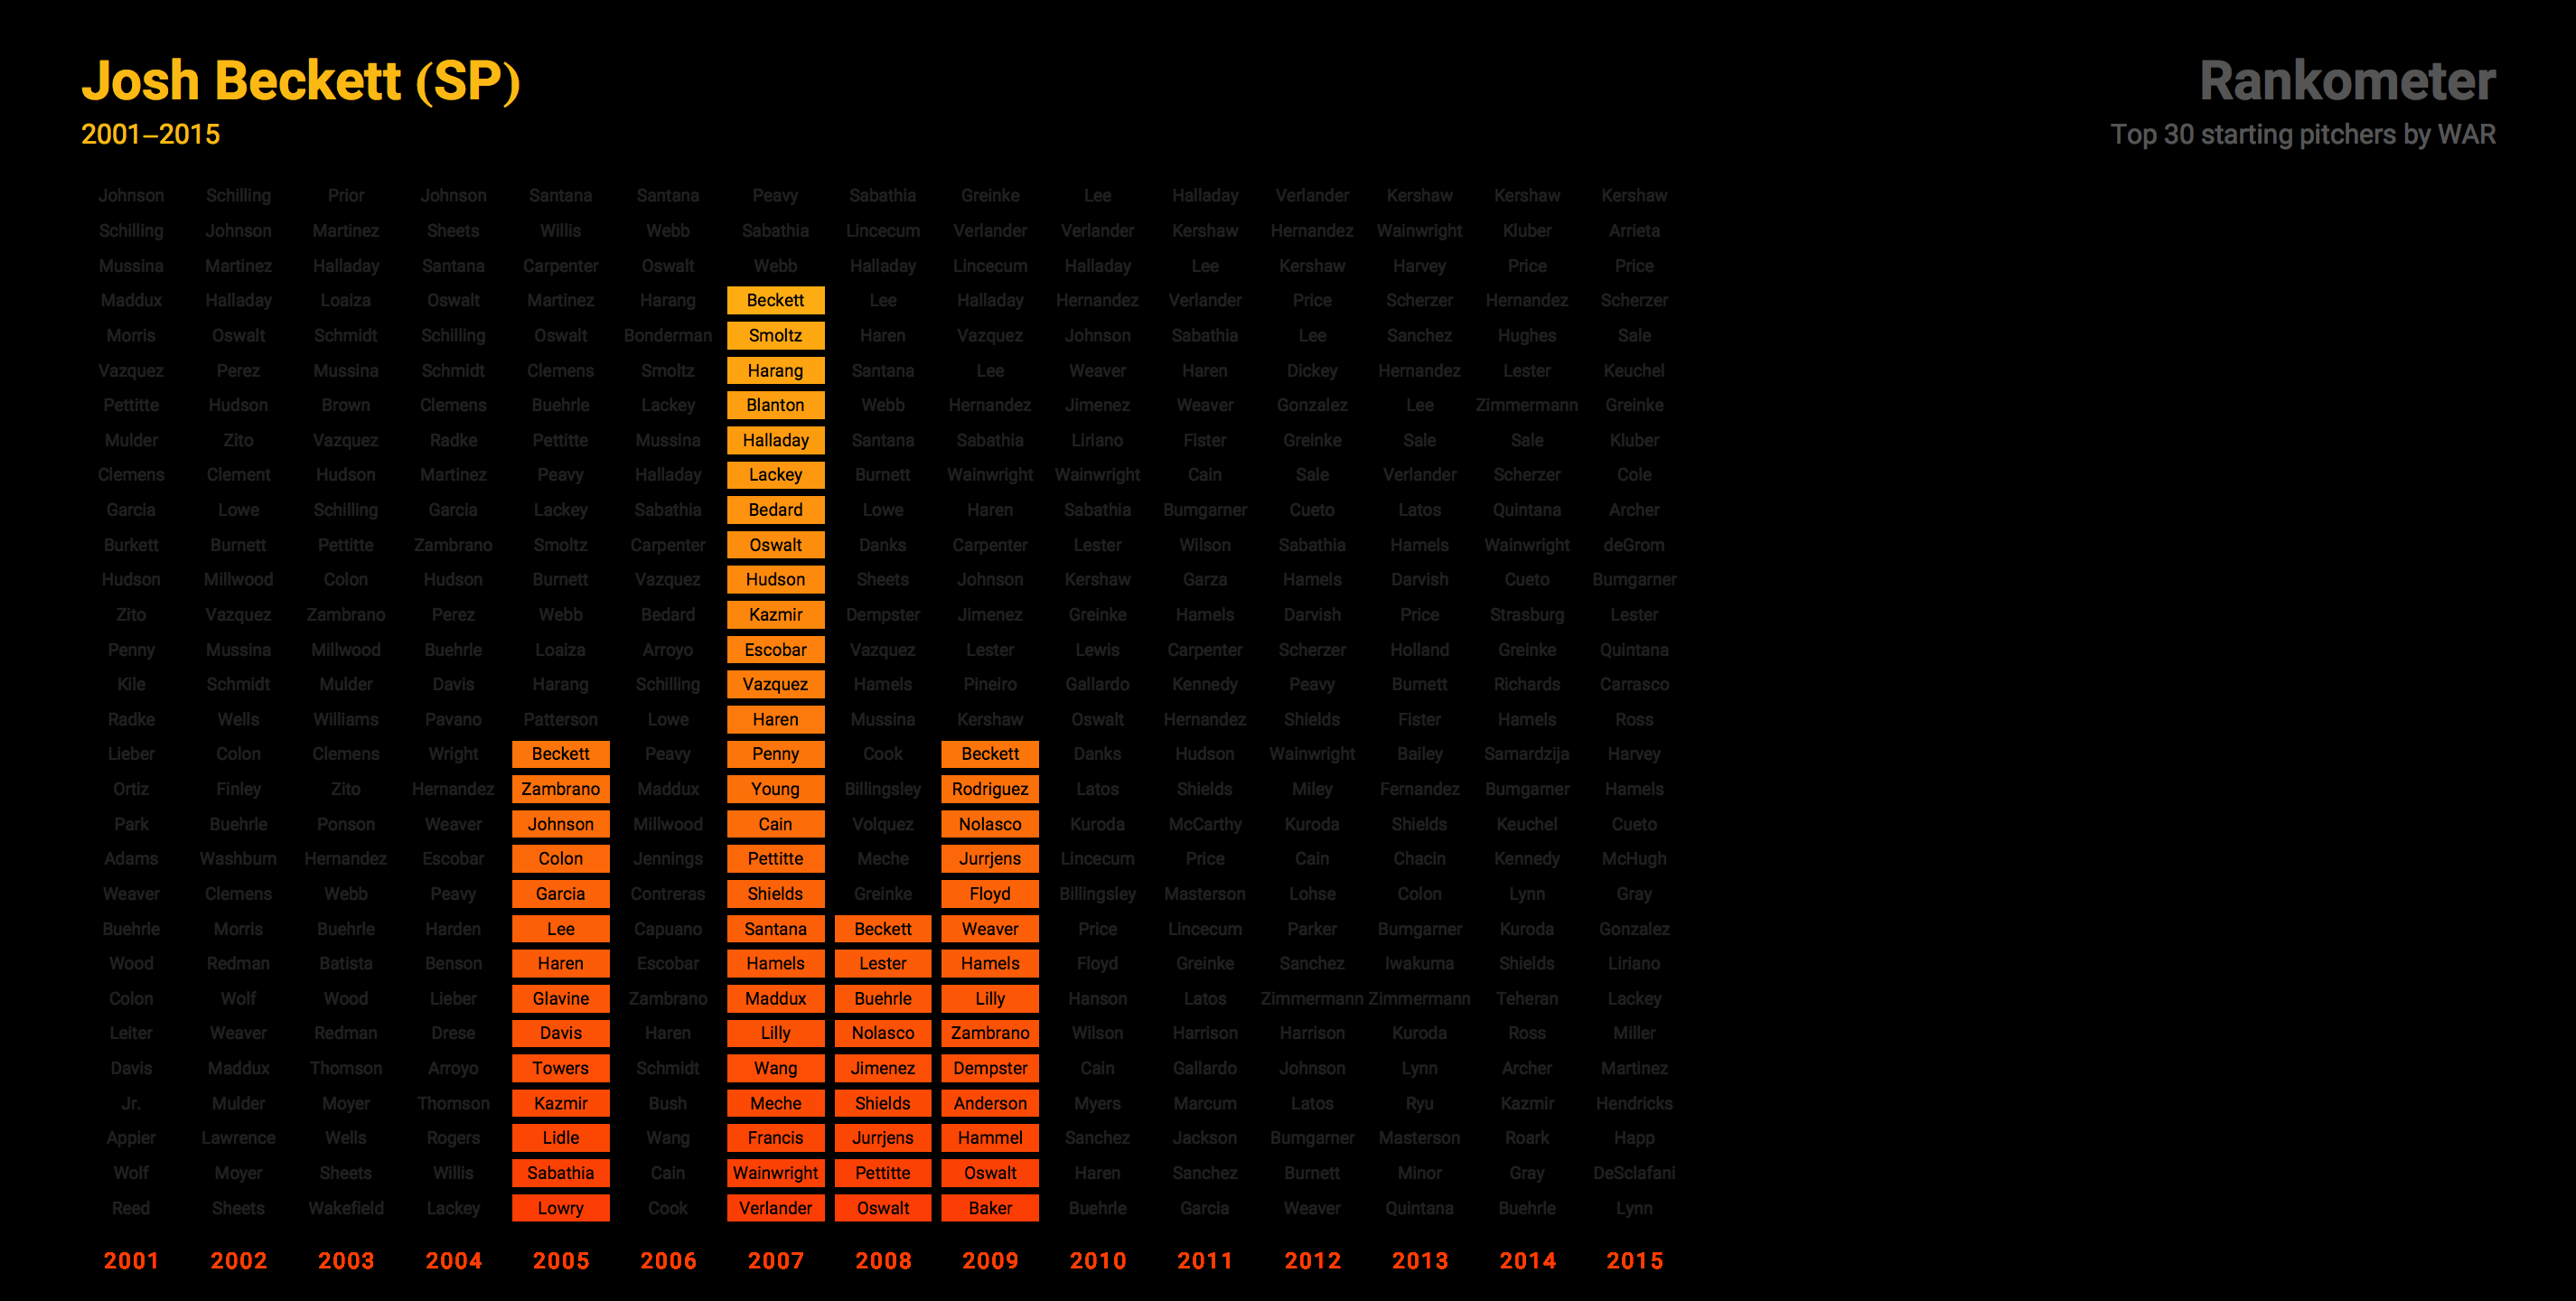 Josh Beckett (SP)
2001–2015
Rankometer
Top 30 starting pitchers by WAR
Johnson Schilling Prior Johnson Santana Santana Peavy Sabathia Greinke Lee Halladay Verlander Kershaw Kershaw Kershaw
Schilling Johnson Martinez Sheets Willis Webb Sabathia Lincecum Verlander Verlander Kershaw Hernandez Wainwright Kluber Arrieta
Mussina Martinez Halladay Santana Carpenter Oswalt Webb Halladay Lincecum Halladay Lee Kershaw Harvey Price Price
Maddux Halladay Loaiza Oswalt Martinez Harang Beckett Lee Halladay Hernandez Verlander Price Scherzer Hernandez Scherzer
Morris Oswalt Schmidt Schilling Oswalt Bonderman Smoltz Haren Vazquez Johnson Sabathia Lee Sanchez Hughes Sale
Vazquez Perez Mussina Schmidt Clemens Smoltz Harang Santana Lee Weaver Haren Dickey Hernandez Lester Keuchel
Pettitte Hudson Brown Clemens Buehrle Lackey Blanton Webb Hernandez Jimenez Weaver Gonzalez Lee Zimmermann Greinke
Mulder Zito Vazquez Radke Pettitte Mussina Halladay Santana Sabathia Liriano Fister Greinke Sale Sale Kluber
Clemens Clement Hudson Martinez Peavy Halladay Lackey Burnett Wainwright Wainwright Cain Sale Verlander Scherzer Cole
Garcia Lowe Schilling Garcia Lackey Sabathia Bedard Lowe Haren Sabathia Bumgarner Cueto Latos Quintana Archer
Burkett Burnett Pettitte Zambrano Smoltz Carpenter Oswalt Danks Carpenter Lester Wilson Sabathia Hamels Wainwright deGrom
Hudson Millwood Colon Hudson Burnett Vazquez Hudson Sheets Johnson Kershaw Garza Hamels Darvish Cueto Bumgarner
Zito Vazquez Zambrano Perez Webb Bedard Kazmir Dempster Jimenez Greinke Hamels Darvish Price Strasburg Lester
Penny Mussina Millwood Buehrle Loaiza Arroyo Escobar Vazquez Lester Lewis Carpenter Scherzer Holland Greinke Quintana
Kile Schmidt Mulder Davis Harang Schilling Vazquez Hamels Pineiro Gallardo Kennedy Peavy Burnett Richards Carrasco
Radke Wells Williams Pavano Patterson Lowe Haren Mussina Kershaw Oswalt Hernandez Shields Fister Hamels Ross
Lieber Colon Clemens Wright Beckett Peavy Penny Cook Beckett Danks Hudson Wainwright Bailey Samardzija Harvey
Ortiz Finley Zito Hernandez Zambrano Maddux Young Billingsley Rodriguez Latos Shields Miley Fernandez Bumgarner Hamels
Park Buehrle Ponson Weaver Johnson Millwood Cain Volquez Nolasco Kuroda McCarthy Kuroda Shields Keuchel Cueto
Adams Washburn Hernandez Escobar Colon Jennings Pettitte Meche Jurrjens Lincecum Price Cain Chacin Kennedy McHugh
Weaver Clemens Webb Peavy Garcia Contreras Shields Greinke Floyd Billingsley Masterson Lohse Colon Lynn Gray
Buehrle Morris Buehrle Harden Lee Capuano Santana Beckett Weaver Price Lincecum Parker Bumgarner Kuroda Gonzalez
Wood Redman Batista Benson Haren Escobar Hamels Lester Hamels Floyd Greinke Sanchez Iwakuma Shields Liriano
Colon Wolf Wood Lieber Glavine Zambrano Maddux Buehrle Lilly Hanson Latos Zimmermann Zimmermann Teheran Lackey
Leiter Weaver Redman Drese Davis Haren Lilly Nolasco Zambrano Wilson Harrison Harrison Kuroda Ross Miller
Davis Maddux Thomson Arroyo Towers Schmidt Wang Jimenez Dempster Cain Gallardo Johnson Lynn Archer Martinez
Jr. Mulder Moyer Thomson Kazmir Bush Meche Shields Anderson Myers Marcum Latos Ryu Kazmir Hendricks
Appier Lawrence Wells Rogers Lidle Wang Francis Jurrjens Hammel Sanchez Jackson Bumgarner Masterson Roark Happ
Wolf Moyer Sheets Willis Sabathia Cain Wainwright Pettitte Oswalt Haren Sanchez Burnett Minor Gray DeSclafani
Reed Sheets Wakefield Lackey Lowry Cook Verlander Oswalt Baker Buehrle Garcia Weaver Quintana Buehrle Lynn
2001 2002 2003 2004 2005 2006 2007 2008 2009 2010 2011 2012 2013 2014 2015